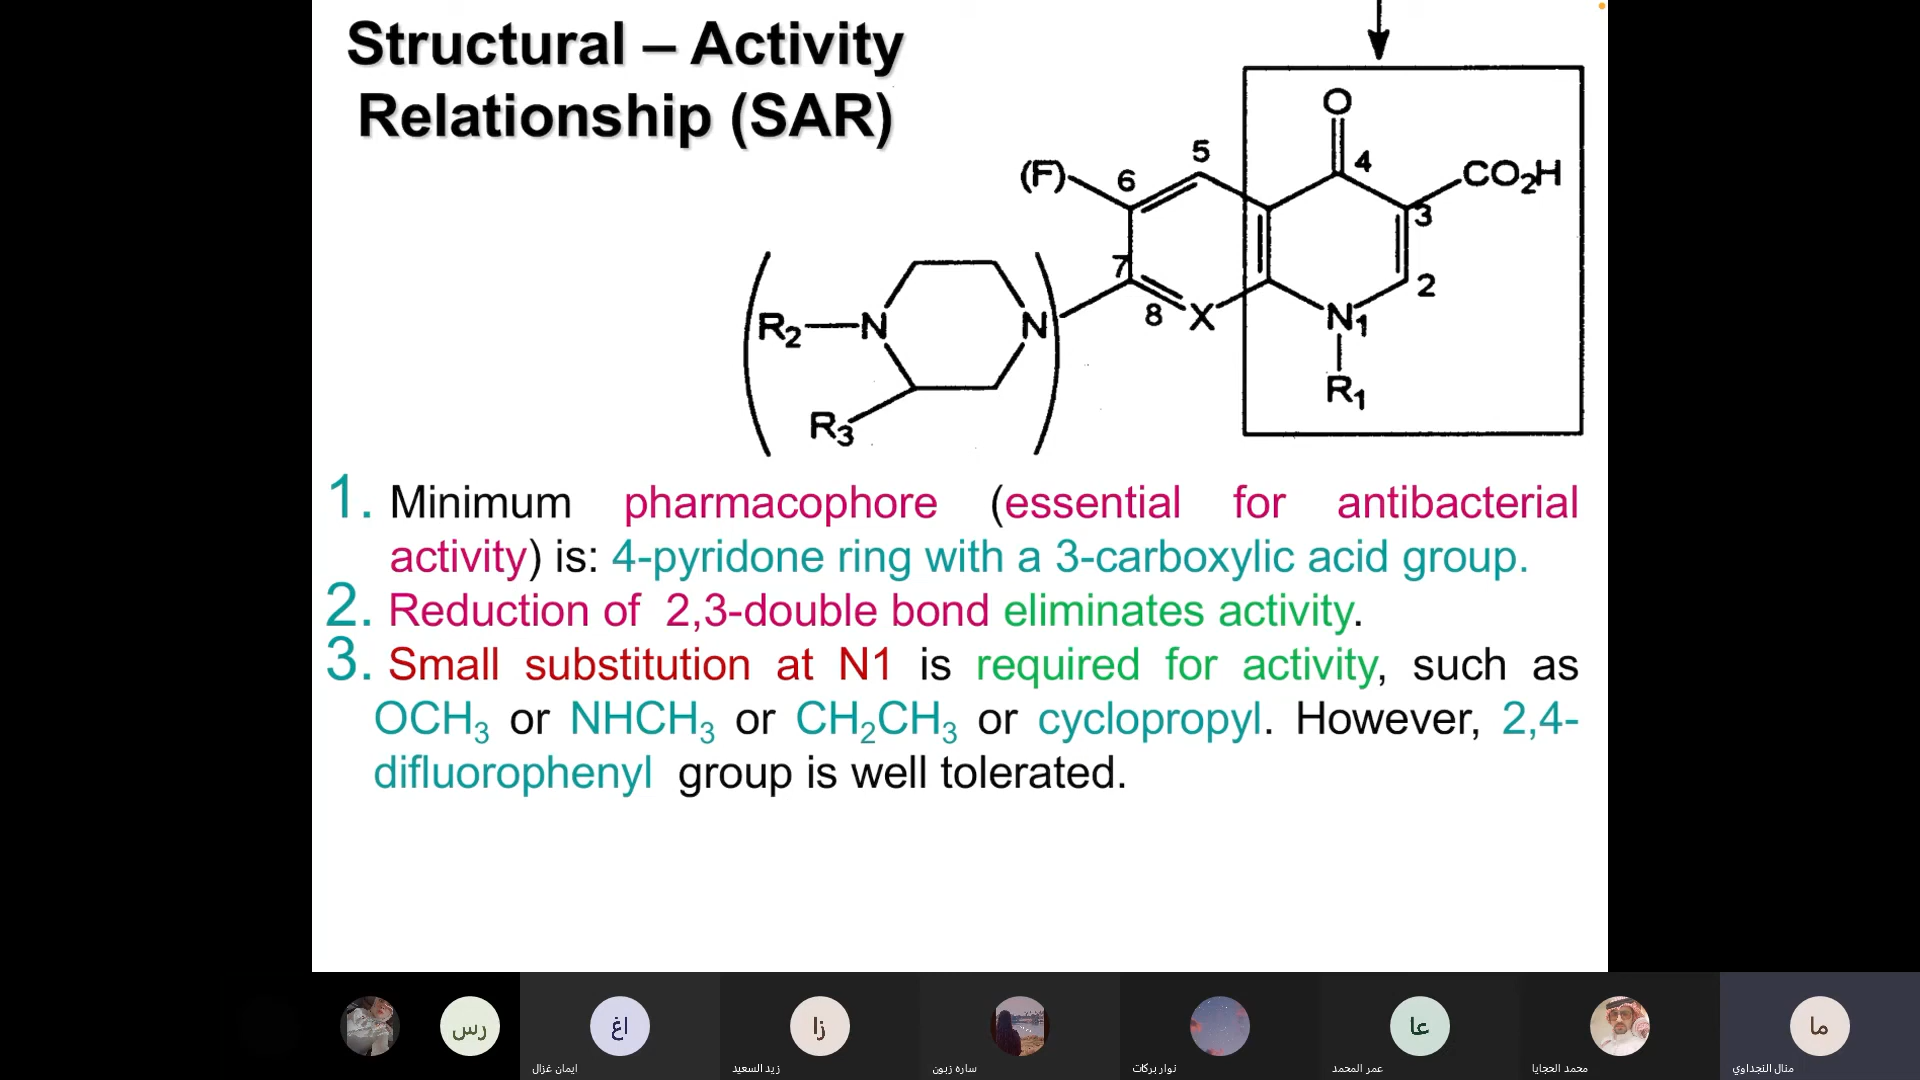 Structural – Activity
Relationship (SAR)
O
5
4
(F)
6
CO₂H
3
7
2
R₂
N
N
8
X
N₁
R₃
R₁
1. Minimum pharmacophore (essential for antibacterial
activity) is: 4-pyridone ring with a 3-carboxylic acid group.
2. Reduction of 2,3-double bond eliminates activity.
3. Small substitution at N1 is required for activity, such as
OCH₃ or NHCH₃ or CH₂CH₃ or cyclopropyl. However, 2,4-
difluorophenyl group is well tolerated.
رس
اغ
زا
عا
ما
ايمان غزال
زيد السعيد
ساره زبون
نوار بركات
عمر المحمد
محمد الحجايا
منال النجداوي